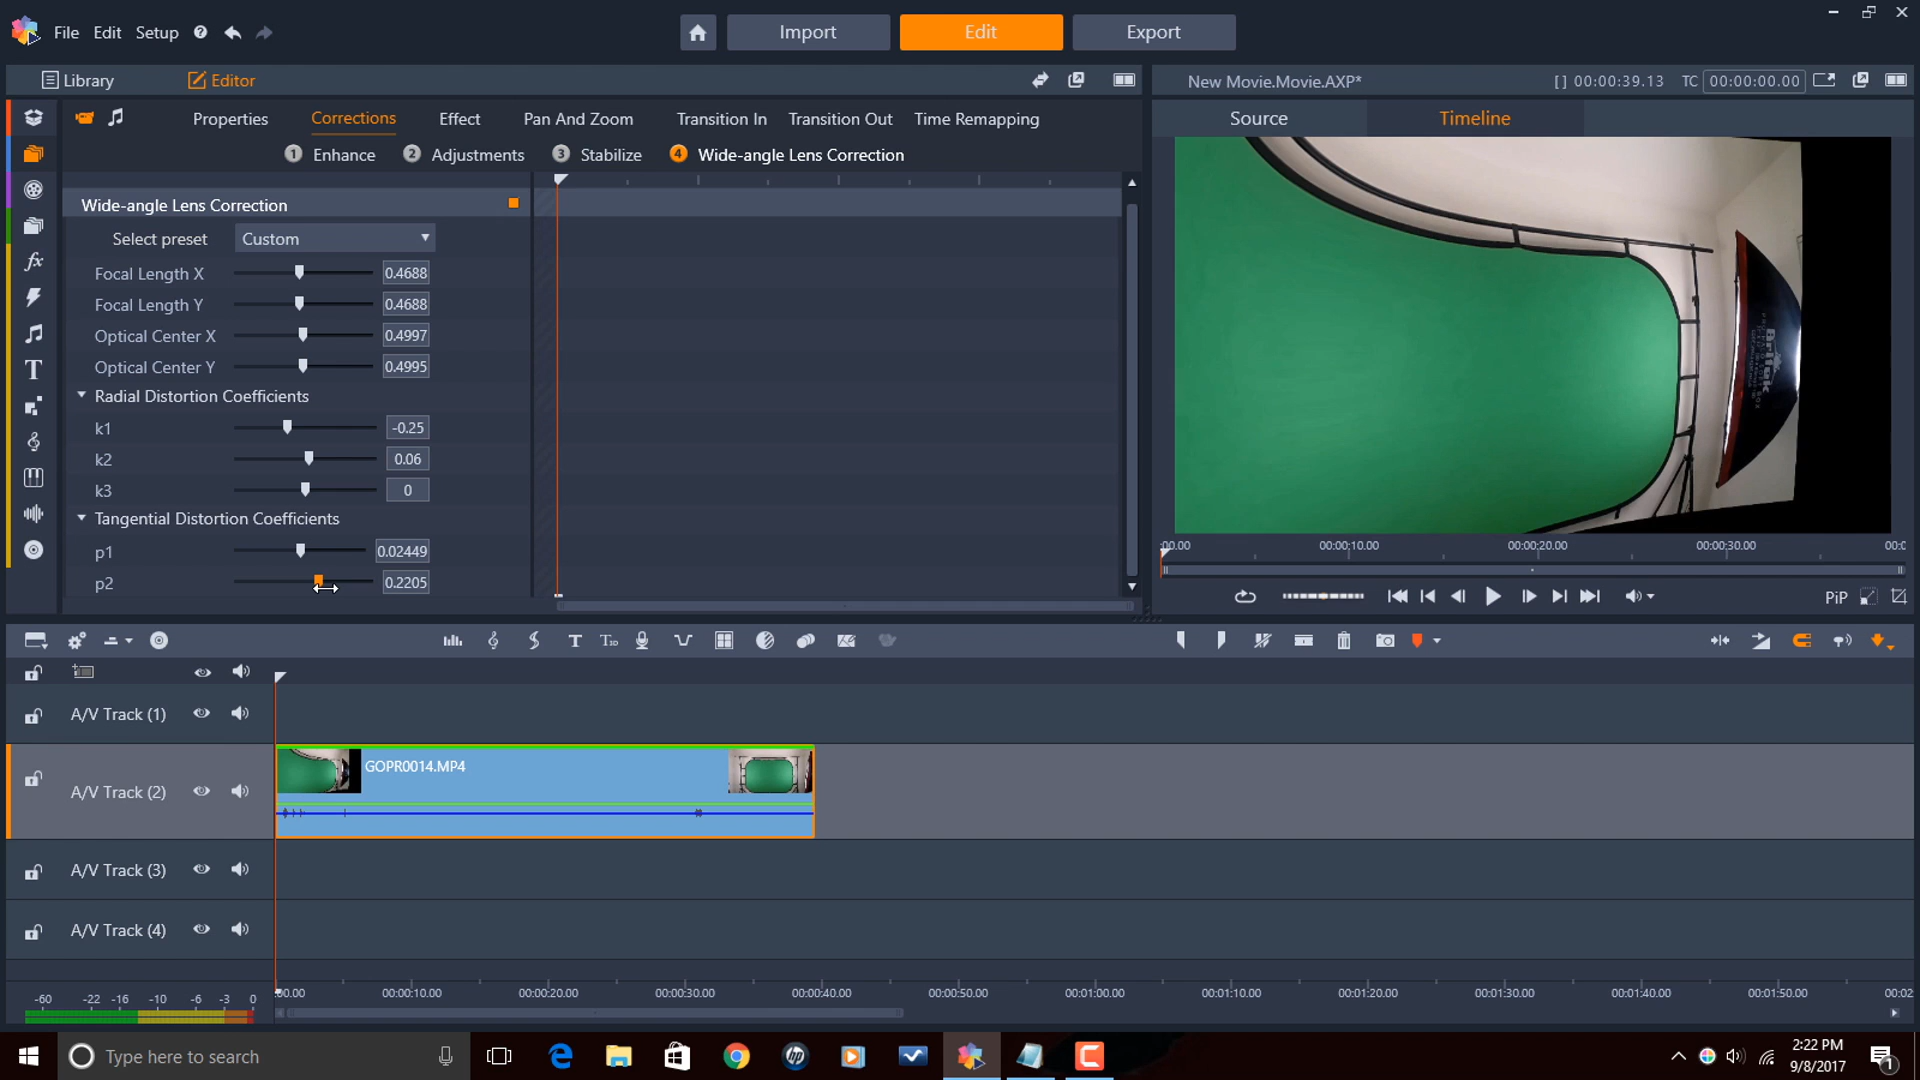 File Edit Setup ?
Import Edit Export
Library Editor
New Movie.Movie.AXP* [ ] 00:00:39.13 TC 00:00:00.00
Properties Corrections Effect Pan And Zoom Transition In Transition Out Time Remapping
Source Timeline
1 Enhance 2 Adjustments 3 Stabilize 4 Wide-angle Lens Correction
Wide-angle Lens Correction
Select preset Custom
Focal Length X 0.4688
Focal Length Y 0.4688
Optical Center X 0.4997
Optical Center Y 0.4995
Radial Distortion Coefficients
k1 -0.25
k2 0.06
k3 0
Tangential Distortion Coefficients
p1 0.02449
p2 0.2205
Britek
:00.00 00:00:10.00 00:00:20.00 00:00:30.00 00:0
PiP
A/V Track (1)
A/V Track (2)
GOPR0014.MP4
A/V Track (3)
A/V Track (4)
-60 -22 -16 -10 -6 -3 0
:00.00 00:00:10.00 00:00:20.00 00:00:30.00 00:00:40.00 00:00:50.00 00:01:00.00 00:01:10.00 00:01:20.00 00:01:30.00 00:01:40.00 00:01:50.00 00:02
Type here to search
hp
2:22 PM
9/8/2017
1